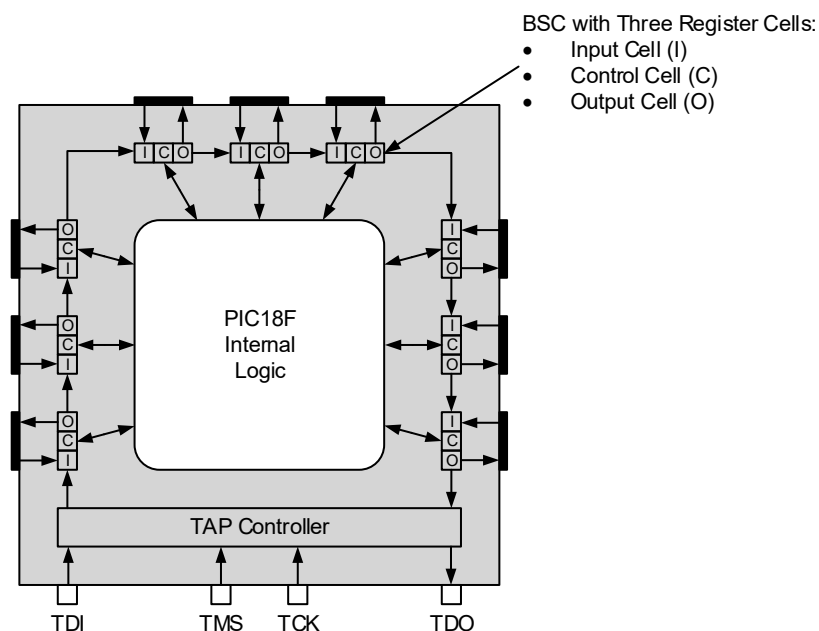 BSC with Three Register Cells:
• Input Cell (I)
• Control Cell (C)
• Output Cell (O)
I C O
I C O
I C O
O
C
I
I
C
O
O
C
I
PIC18F
Internal
Logic
I
C
O
O
C
I
I
C
O
TAP Controller
TDI
TMS
TCK
TDO